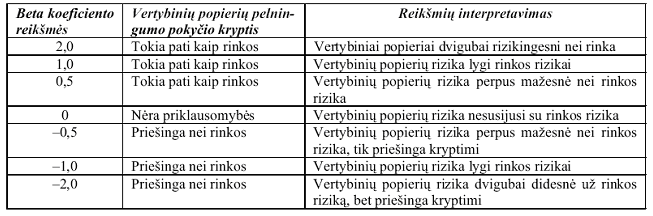 Beta koeficiento reikšmės
Vertybinių popierių pelnin-
gumo pokyčio kryptis
Reikšmių interpretavimas
2,0
Tokia pati kaip rinkos
Vertybiniai popieriai dvigubai rizikingesni nei rinka
1,0
Tokia pati kaip rinkos
Vertybinių popierių rizika lygi rinkos rizikai
0,5
Tokia pati kaip rinkos
Vertybinių popierių rizika perpus mažesnė nei rinkos
rizika
0
Nėra priklausomybės
Vertybinių popierių rizika nesusijusi su rinkos rizika
–0,5
Priešinga nei rinkos
Vertybinių popierių rizika perpus mažesnė nei rinkos
rizika, tik priešinga kryptimi
–1,0
Priešinga nei rinkos
Vertybinių popierių rizika lygi rinkos rizikai
–2,0
Priešinga nei rinkos
Vertybinių popierių rizika dvigubai didesnė už rinkos
riziką, bet priešinga kryptimi